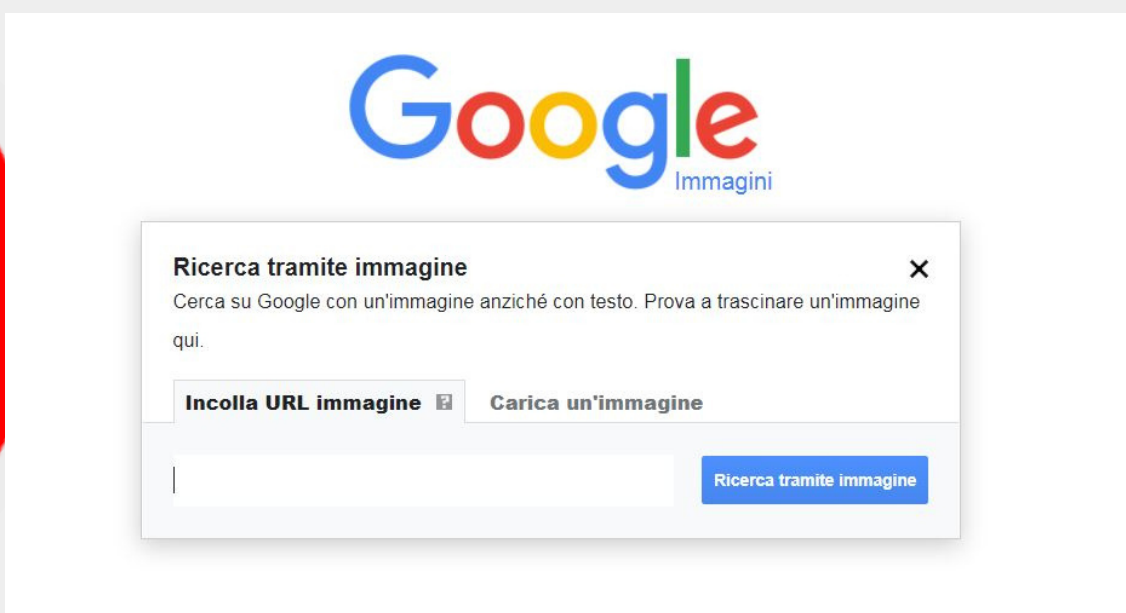 Google
Immagini
Ricerca tramite immagine
Cerca su Google con un'immagine anziché con testo. Prova a trascinare un'immagine
qui.
Incolla URL immagine ? Carica un'immagine
Ricerca tramite immagine